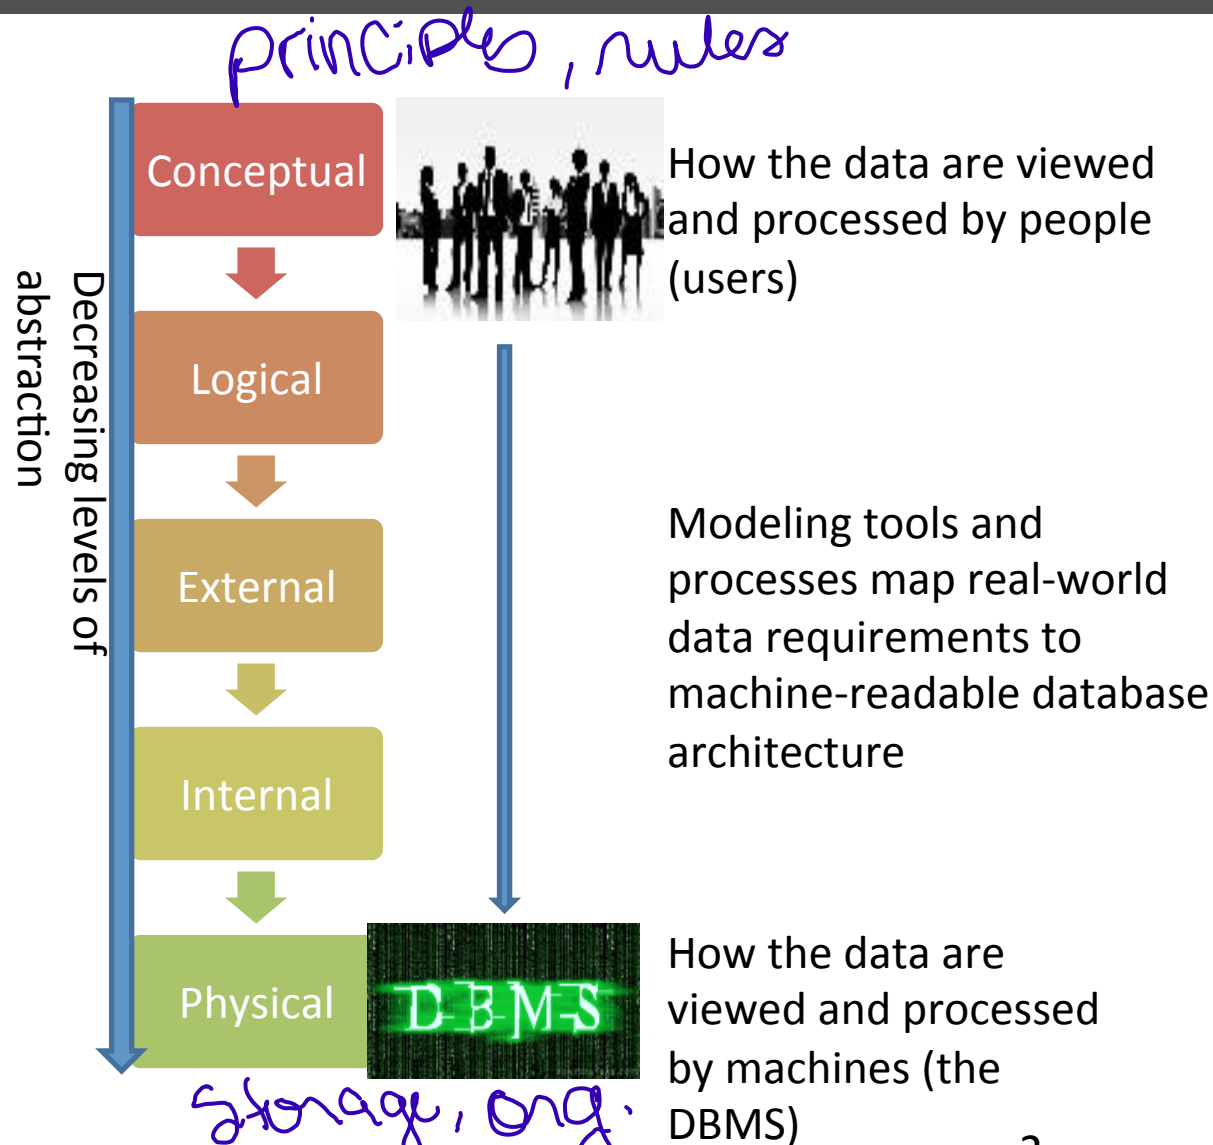 principles, rules
Conceptual
How the data are viewed
and processed by people
(users)
Decreasing levels of
abstraction
Logical
External
Modeling tools and
processes map real-world
data requirements to
machine-readable database
architecture
Internal
Physical
DBMS
How the data are
viewed and processed
by machines (the
DBMS)
storage, org.